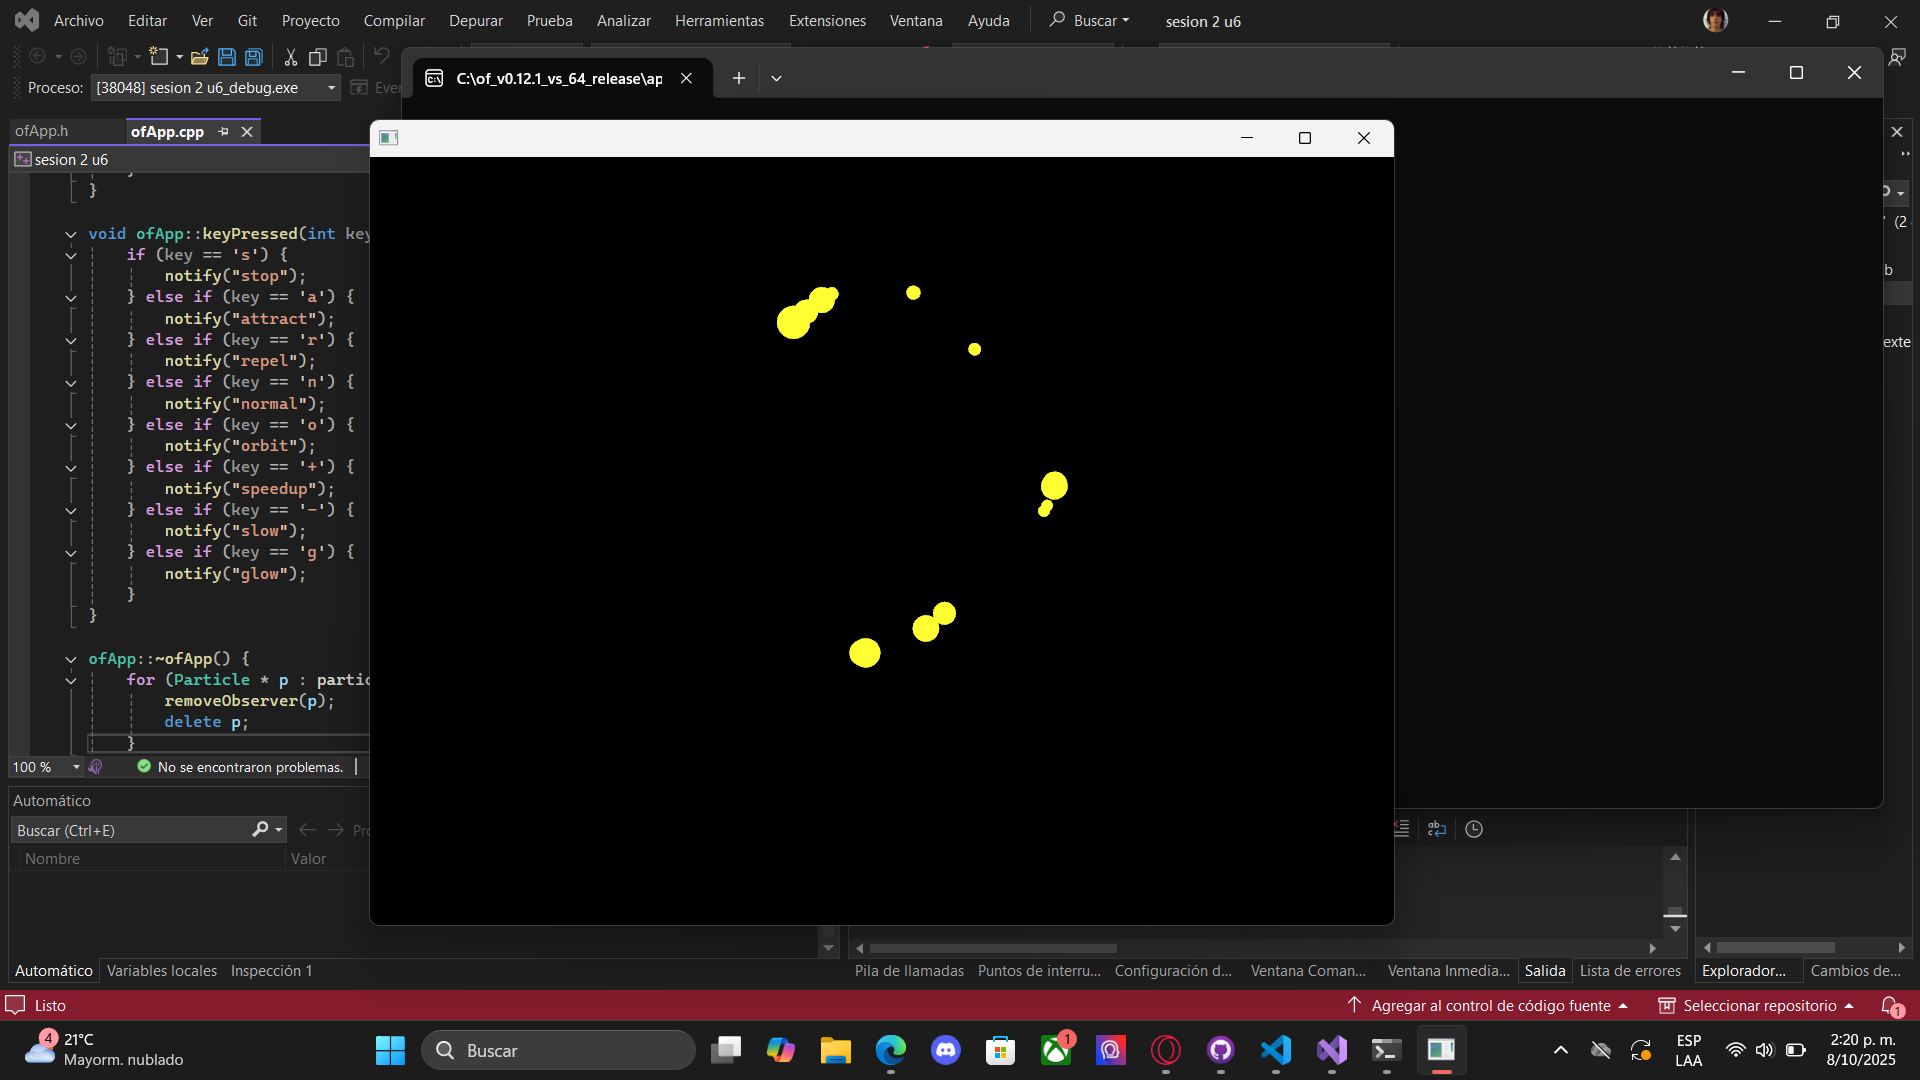 Archivo Editar Ver Git Proyecto Compilar Depurar Prueba Analizar Herramientas Extensiones Ventana Ayuda Buscar sesion 2 u6
C:\of_v0.12.1_vs_64_release\ap
Proceso: [38048] sesion 2 u6_debug.exe
ofApp.h ofApp.cpp
sesion 2 u6
}
void ofApp::keyPressed(int key
if (key == 's') {
notify("stop");
} else if (key == 'a') {
notify("attract");
} else if (key == 'r') {
notify("repel");
} else if (key == 'n') {
notify("normal");
} else if (key == 'o') {
notify("orbit");
} else if (key == '+') {
notify("speedup");
} else if (key == '-') {
notify("slow");
} else if (key == 'g') {
notify("glow");
}
}
ofApp::~ofApp() {
for (Particle * p : partic
removeObserver(p);
delete p;
}
100 % No se encontraron problemas.
Automático
Buscar (Ctrl+E)
Nombre Valor
Automático Variables locales Inspección 1
Pila de llamadas Puntos de interru... Configuración d... Ventana Coman... Ventana Inmedia... Salida Lista de errores
Explorador... Cambios de...
Listo
Agregar al control de código fuente Seleccionar repositorio 1
4 21°C
Mayorm. nublado
Buscar
1
ESP
LAA
2:20 p. m.
8/10/2025